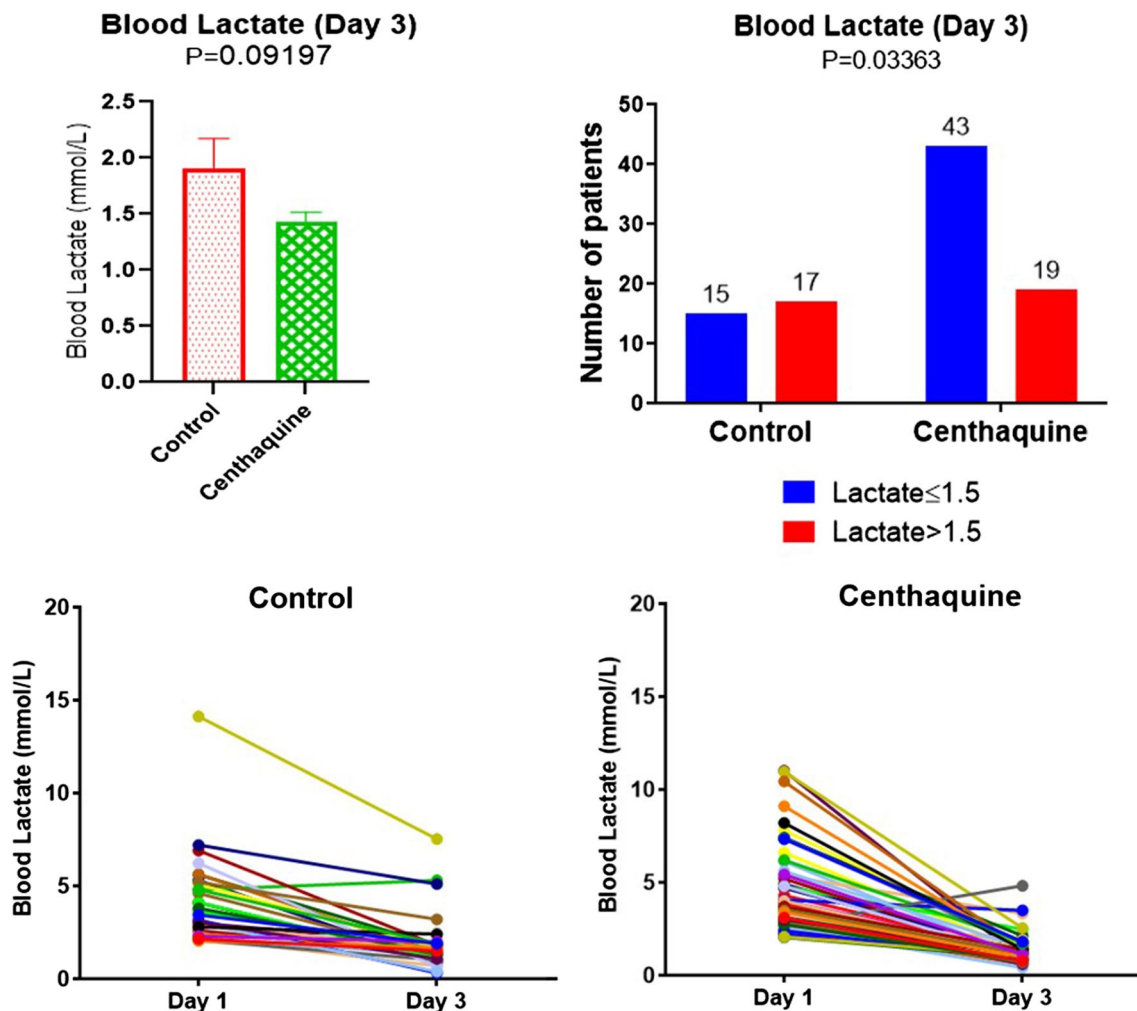 Blood Lactate (Day 3)
P=0.09197
Blood Lactate (mmol/L)
2.5
2.0
1.5
1.0
0.5
0.0
Control
Centhaquine
Blood Lactate (Day 3)
P=0.03363
Number of patients
50
40
30
20
10
0
15
17
43
19
Control
Centhaquine
Lactate≤1.5
Lactate>1.5
Control
Blood Lactate (mmol/L)
20
15
10
5
0
Day 1
Day 3
Centhaquine
Blood Lactate (mmol/L)
20
15
10
5
0
Day 1
Day 3